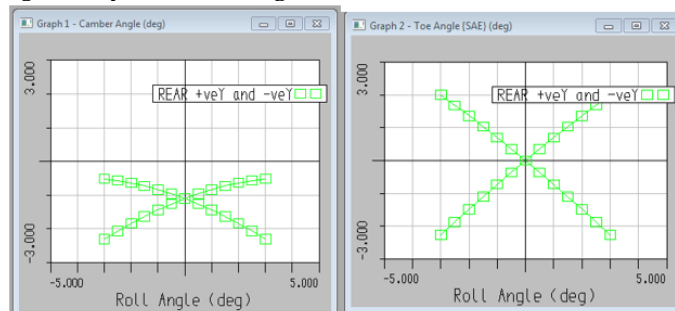 Graph 1 - Camber Angle (deg)
3.000
REAR +veY and -veY
-3.000
-5.000
5.000
Roll Angle (deg)
Graph 2 - Toe Angle {SAE} (deg)
3.000
REAR +veY and -veY
-3.000
-5.000
5.000
Roll Angle (deg)